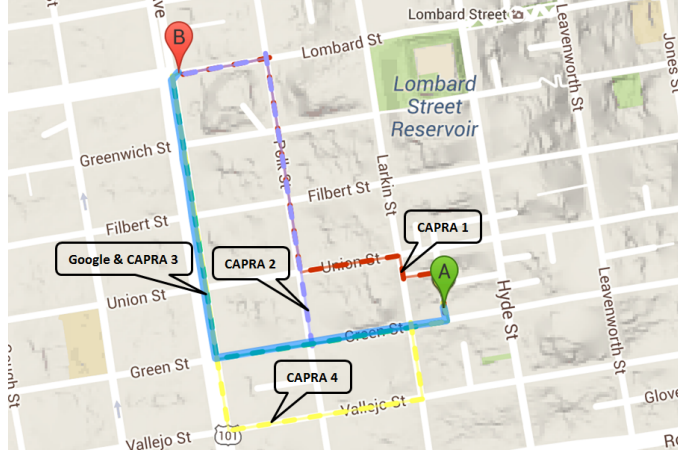 Lombard Street
Leavenworth St
Jones St
B
Lombard St
Lombard
Street
Reservoir
Greenwich St
Polk St
Larkin St
Filbert St
Filbert St
CAPRA 1
Google & CAPRA 3
CAPRA 2
Union St
A
Union St
Hyde St
Leavenworth St
Green St
Green St
Gough St
CAPRA 4
Vallejo St
Vallejo St
101